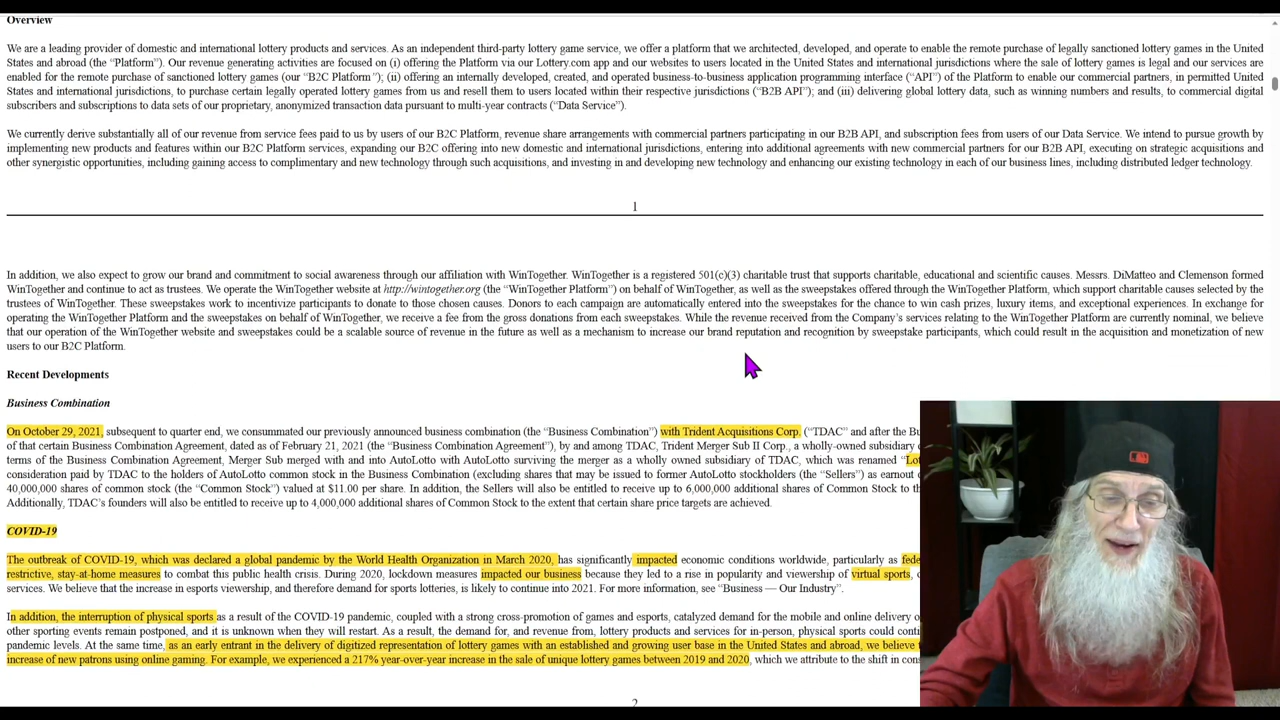 Overview
We are a leading provider of domestic and international lottery products and services. As an independent third-party lottery game service, we offer a platform that we architected, developed, and operate to enable the remote purchase of legally sanctioned lottery games in the United
States and abroad (the “Platform”). Our revenue generating activities are focused on (i) offering the Platform via our Lottery.com app and our websites to users located in the United States and international jurisdictions where the sale of lottery games is legal and our services are
enabled for the remote purchase of sanctioned lottery games (our “B2C Platform”); (ii) offering an internally developed, created, and operated business-to-business application programming interface (“API”) of the Platform to enable our commercial partners, in permitted United
States and international jurisdictions, to purchase certain legally operated lottery games from us and resell them to users located within their respective jurisdictions (“B2B API”); and (iii) delivering global lottery data, such as winning numbers and results, to commercial digital
subscribers and subscriptions to data sets of our proprietary, anonymized transaction data pursuant to multi-year contracts (“Data Service”).
We currently derive substantially all of our revenue from service fees paid to us by users of our B2C Platform, revenue share arrangements with commercial partners participating in our B2B API, and subscription fees from users of our Data Service. We intend to pursue growth by
implementing new products and features within our B2C Platform services, expanding our B2C offering into new domestic and international jurisdictions, entering into additional agreements with new commercial partners for our B2B API, executing on strategic acquisitions and
other synergistic opportunities, including gaining access to complimentary and new technology through such acquisitions, and investing in and developing new technology and enhancing our existing technology in each of our business lines, including distributed ledger technology.
1
In addition, we also expect to grow our brand and commitment to social awareness through our affiliation with WinTogether. WinTogether is a registered 501(c)(3) charitable trust that supports charitable, educational and scientific causes. Messrs. DiMatteo and Clemenson formed
WinTogether and continue to act as trustees. We operate the WinTogether website at http://wintogether.org (the “WinTogether Platform”) on behalf of WinTogether, as well as the sweepstakes offered through the WinTogether Platform, which support charitable causes selected by the
trustees of WinTogether. These sweepstakes work to incentivize participants to donate to those chosen causes. Donors to each campaign are automatically entered into the sweepstakes for the chance to win cash prizes, luxury items, and exceptional experiences. In exchange for
operating the WinTogether Platform and the sweepstakes on behalf of WinTogether, we receive a fee from the gross donations from each sweepstakes. While the revenue received from the Company’s services relating to the WinTogether Platform are currently nominal, we believe
that our operation of the WinTogether website and sweepstakes could be a scalable source of revenue in the future as well as a mechanism to increase our brand reputation and recognition by sweepstake participants, which could result in the acquisition and monetization of new
users to our B2C Platform.
Recent Developments
Business Combination
On October 29, 2021, subsequent to quarter end, we consummated our previously announced business combination (the “Business Combination”) with Trident Acquisitions Corp. (“TDAC” and after the Bu
of that certain Business Combination Agreement, dated as of February 21, 2021 (the “Business Combination Agreement”), by and among TDAC, Trident Merger Sub II Corp., a wholly-owned subsidiary
terms of the Business Combination Agreement, Merger Sub merged with and into AutoLotto with AutoLotto surviving the merger as a wholly owned subsidiary of TDAC, which was renamed “Lot
consideration paid by TDAC to the holders of AutoLotto common stock in the Business Combination (excluding shares that may be issued to former AutoLotto stockholders (the “Sellers”) as earnout
40,000,000 shares of common stock (the “Common Stock”) valued at $11.00 per share. In addition, the Sellers will also be entitled to receive up to 6,000,000 additional shares of Common Stock to th
Additionally, TDAC’s founders will also be entitled to receive up to 4,000,000 additional shares of Common Stock to the extent that certain share price targets are achieved.
COVID-19
The outbreak of COVID-19, which was declared a global pandemic by the World Health Organization in March 2020, has significantly impacted economic conditions worldwide, particularly as fede
restrictive, stay-at-home measures to combat this public health crisis. During 2020, lockdown measures impacted our business because they led to a rise in popularity and viewership of virtual sports,
services. We believe that the increase in esports viewership, and therefore demand for sports lotteries, is likely to continue into 2021. For more information, see “Business — Our Industry”.
In addition, the interruption of physical sports as a result of the COVID-19 pandemic, coupled with a strong cross-promotion of games and esports, catalyzed demand for the mobile and online delivery
other sporting events remain postponed, and it is unknown when they will restart. As a result, the demand for, and revenue from, lottery products and services for in-person, physical sports could conti
pandemic levels. At the same time, as an early entrant in the delivery of digitized representation of lottery games with an established and growing user base in the United States and abroad, we believe
increase of new patrons using online gaming. For example, we experienced a 217% year-over-year increase in the sale of unique lottery games between 2019 and 2020, which we attribute to the shift in con
2